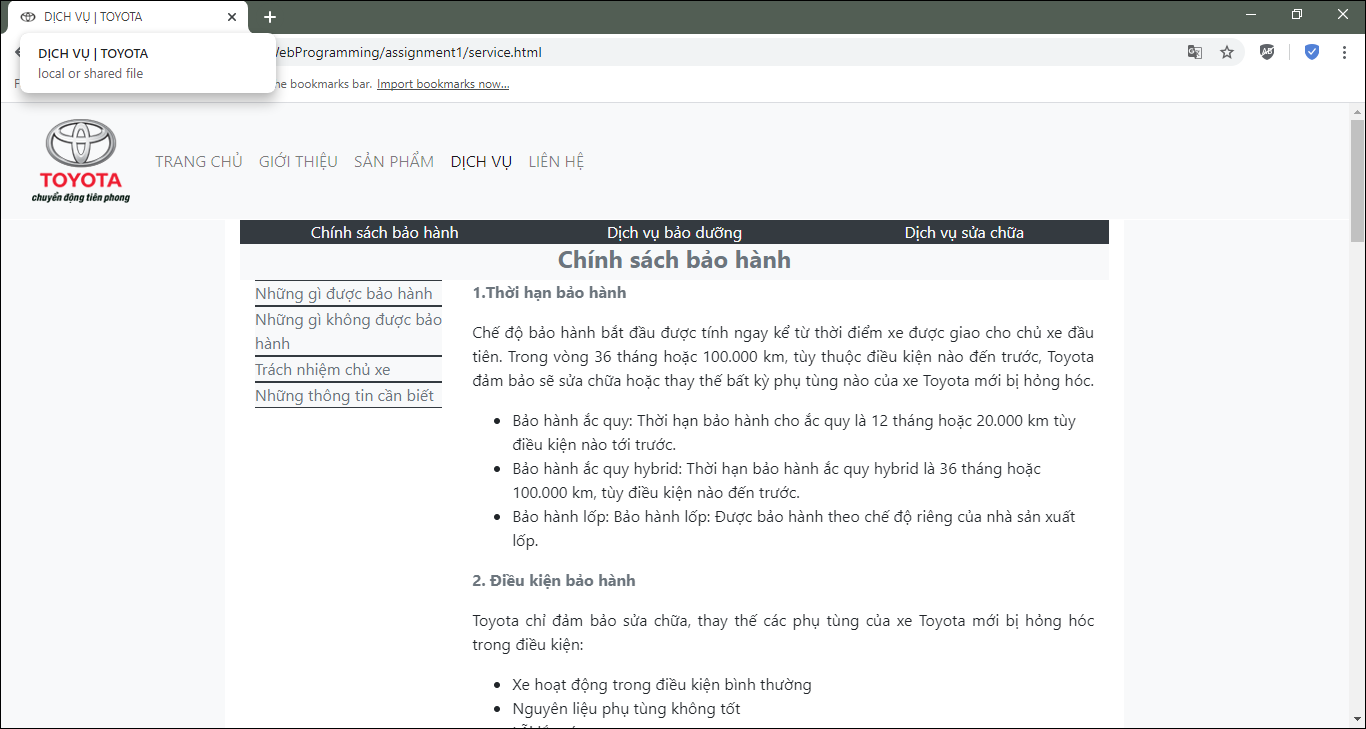 DỊCH VỤ | TOYOTA
DỊCH VỤ | TOYOTA
local or shared file
WebProgramming/assignment1/service.html
bookmarks bar. Import bookmarks now...
TOYOTA
chuyển động tiên phong
TRANG CHỦ GIỚI THIỆU SẢN PHẨM DỊCH VỤ LIÊN HỆ
Chính sách bảo hành Dịch vụ bảo dưỡng Dịch vụ sửa chữa
Chính sách bảo hành
Những gì được bảo hành
Những gì không được bảo
hành
Trách nhiệm chủ xe
Những thông tin cần biết
1.Thời hạn bảo hành
Chế độ bảo hành bắt đầu được tính ngay kể từ thời điểm xe được giao cho chủ xe đầu
tiên. Trong vòng 36 tháng hoặc 100.000 km, tùy thuộc điều kiện nào đến trước, Toyota
đảm bảo sẽ sửa chữa hoặc thay thế bất kỳ phụ tùng nào của xe Toyota mới bị hỏng hóc.
Bảo hành ắc quy: Thời hạn bảo hành cho ắc quy là 12 tháng hoặc 20.000 km tùy
điều kiện nào tới trước.
Bảo hành ắc quy hybrid: Thời hạn bảo hành ắc quy hybrid là 36 tháng hoặc
100.000 km, tùy điều kiện nào đến trước.
Bảo hành lốp: Bảo hành lốp: Được bảo hành theo chế độ riêng của nhà sản xuất
lốp.
2. Điều kiện bảo hành
Toyota chỉ đảm bảo sửa chữa, thay thế các phụ tùng của xe Toyota mới bị hỏng hóc
trong điều kiện:
Xe hoạt động trong điều kiện bình thường
Nguyên liệu phụ tùng không tốt